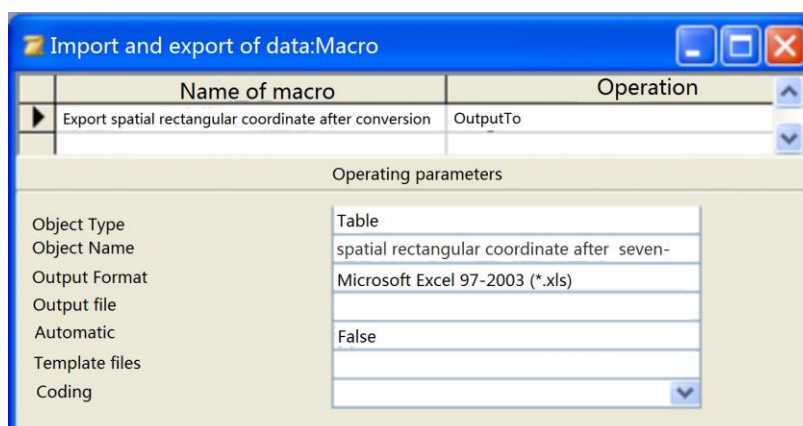 Import and export of data:Macro
Name of macro Operation
Export spatial rectangular coordinate after conversion OutputTo
Operating parameters
Object Type Table
Object Name spatial rectangular coordinate after seven-
Output Format Microsoft Excel 97-2003 (*.xls)
Output file
Automatic False
Template files
Coding